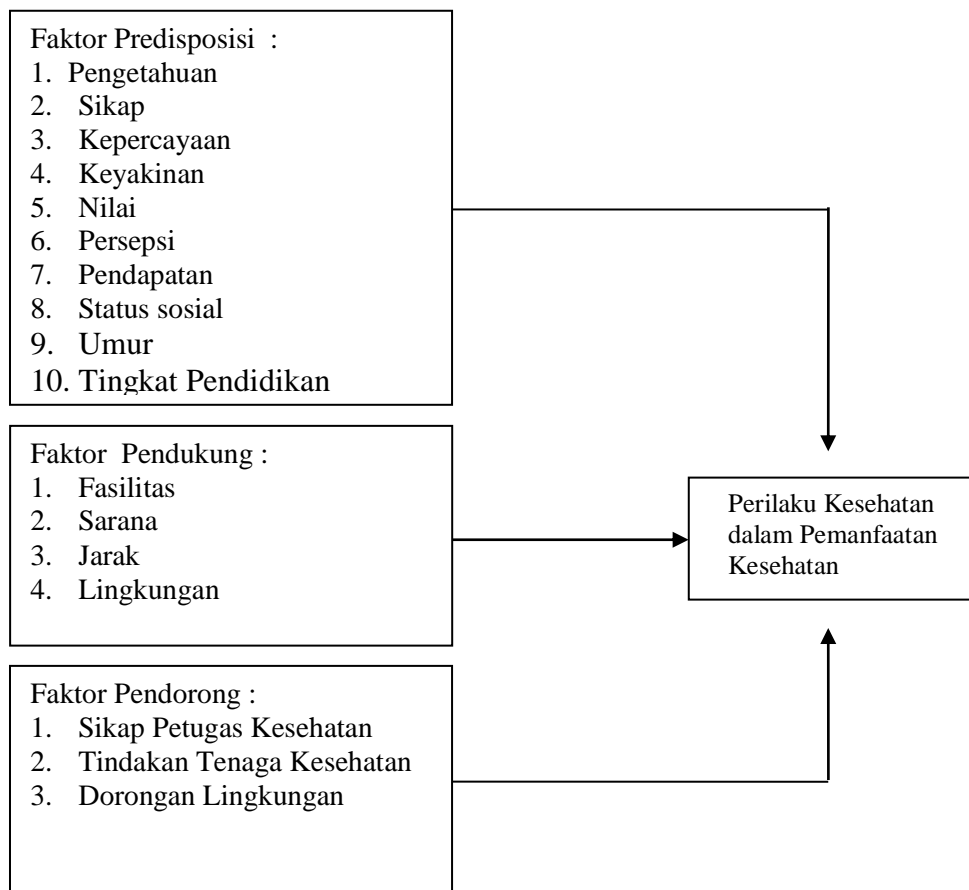 Faktor Predisposisi :
1. Pengetahuan
2. Sikap
3. Kepercayaan
4. Keyakinan
5. Nilai
6. Persepsi
7. Pendapatan
8. Status sosial
9. Umur
10. Tingkat Pendidikan
Faktor Pendukung :
1. Fasilitas
2. Sarana
3. Jarak
4. Lingkungan
Perilaku Kesehatan
dalam Pemanfaatan
Kesehatan
Faktor Pendorong :
1. Sikap Petugas Kesehatan
2. Tindakan Tenaga Kesehatan
3. Dorongan Lingkungan